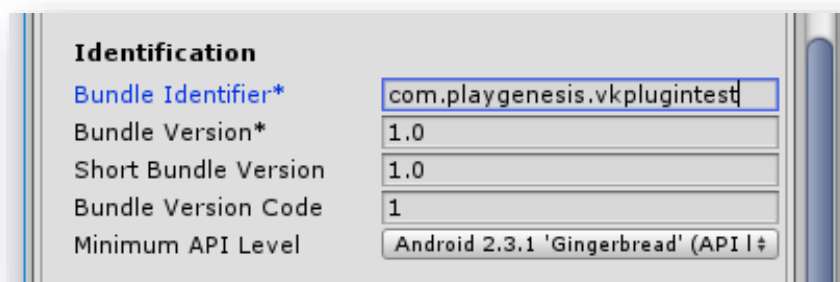 Identification
Bundle Identifier* com.playgenesis.vkplugintest
Bundle Version* 1.0
Short Bundle Version 1.0
Bundle Version Code 1
Minimum API Level Android 2.3.1 'Gingerbread' (API l